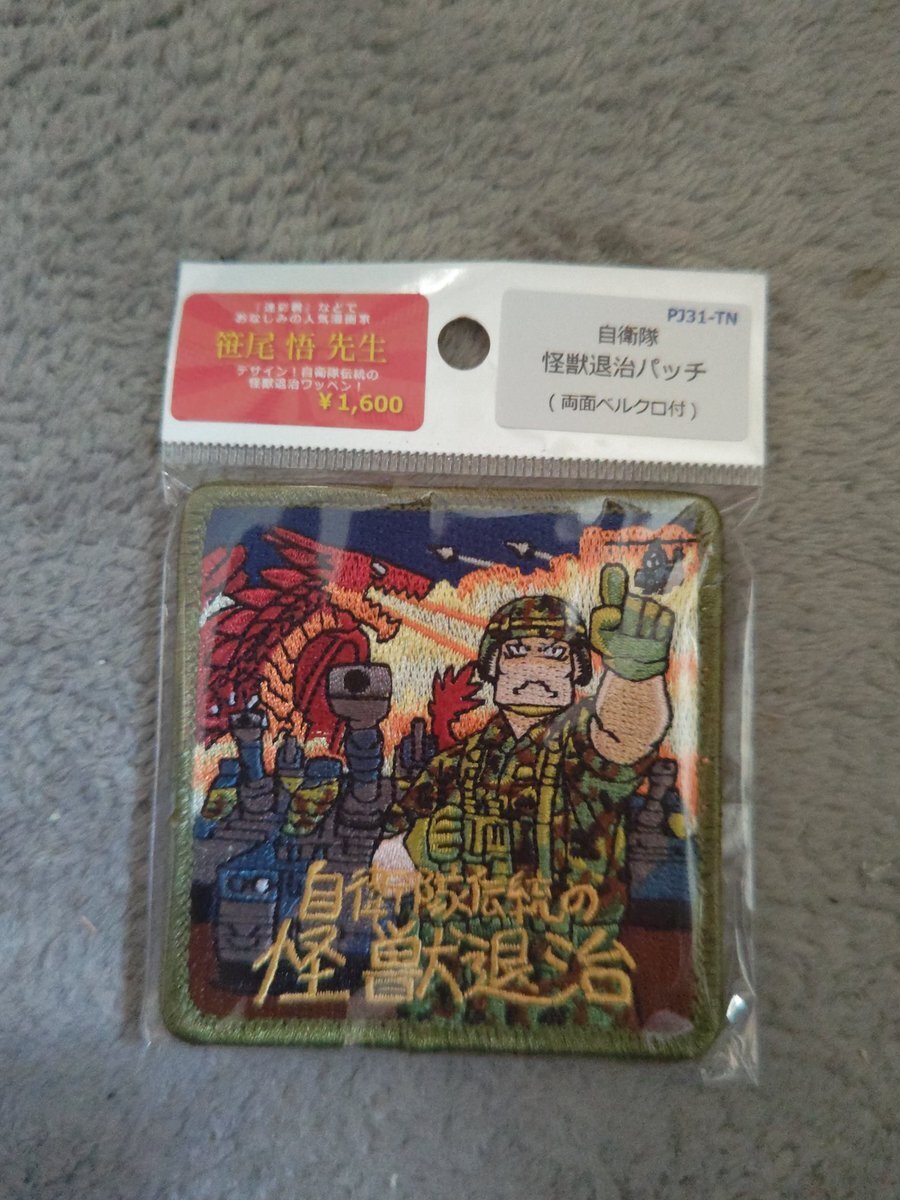 『迷彩君』などで
おなじみの人気漫画家
笹尾 悟 先生
デザイン！自衛隊伝統の
怪獣退治ワッペン！
￥1,600
PJ31-TN
自衛隊
怪獣退治パッチ
( 両面ベルクロ付 )
自衛隊伝統の
怪獣退治